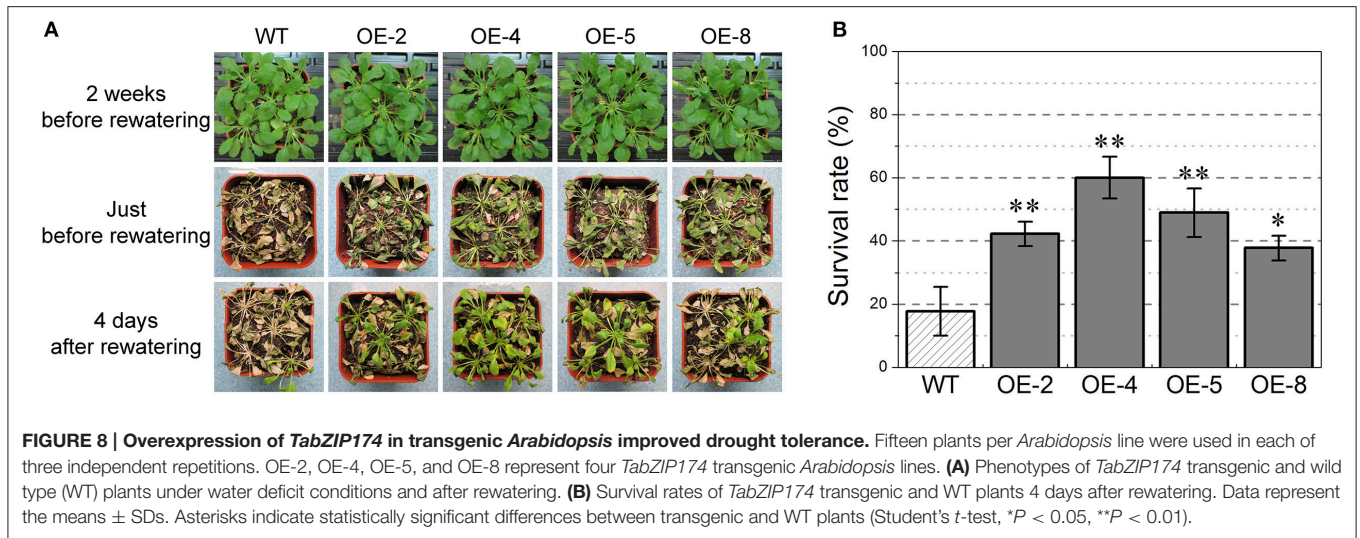 A
WT OE-2 OE-4 OE-5 OE-8
2 weeks
before rewatering
Just
before rewatering
4 days
after rewatering
B
Survival rate (%)
100
80
60
40
20
0
**
**
**
*
WT OE-2 OE-4 OE-5 OE-8
FIGURE 8 | Overexpression of TabZIP174 in transgenic Arabidopsis improved drought tolerance. Fifteen plants per Arabidopsis line were used in each of
three independent repetitions. OE-2, OE-4, OE-5, and OE-8 represent four TabZIP174 transgenic Arabidopsis lines. (A) Phenotypes of TabZIP174 transgenic and wild
type (WT) plants under water deficit conditions and after rewatering. (B) Survival rates of TabZIP174 transgenic and WT plants 4 days after rewatering. Data represent
the means ± SDs. Asterisks indicate statistically significant differences between transgenic and WT plants (Student's t-test, *P < 0.05, **P < 0.01).